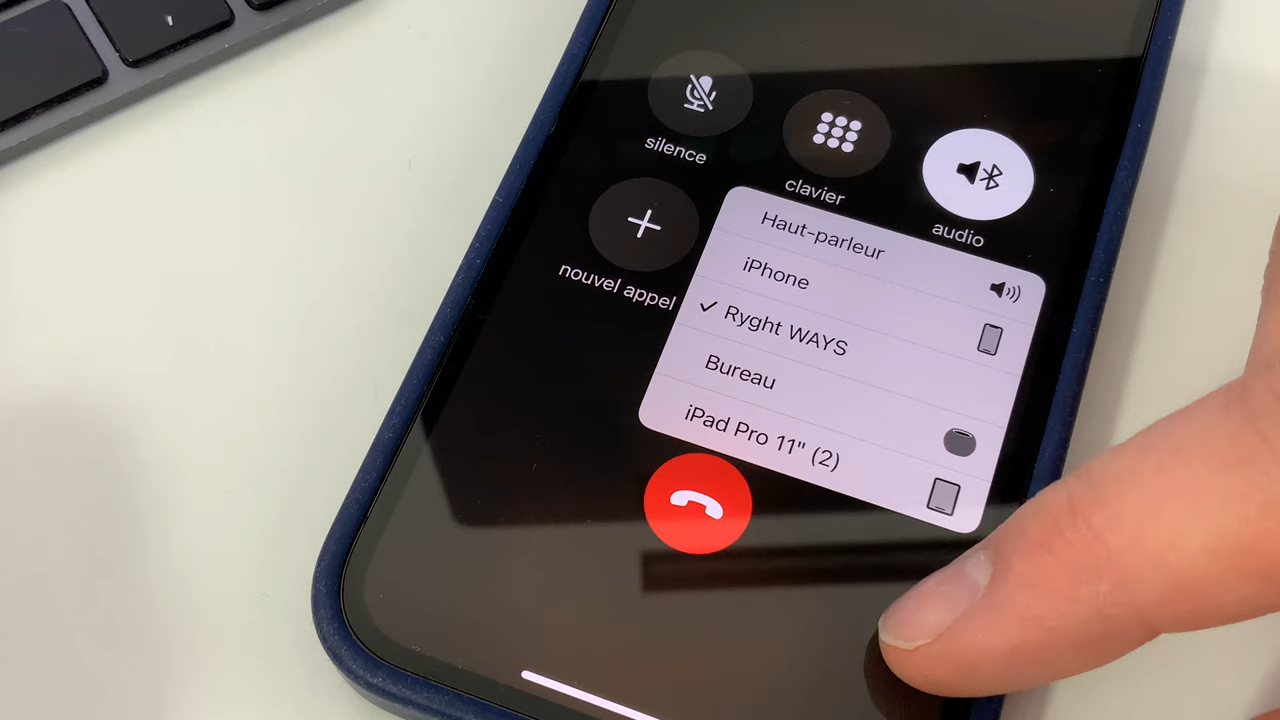 silence
clavier
audio
nouvel appel
Haut-parleur
iPhone
✓ Ryght WAYS
Bureau
iPad Pro 11" (2)